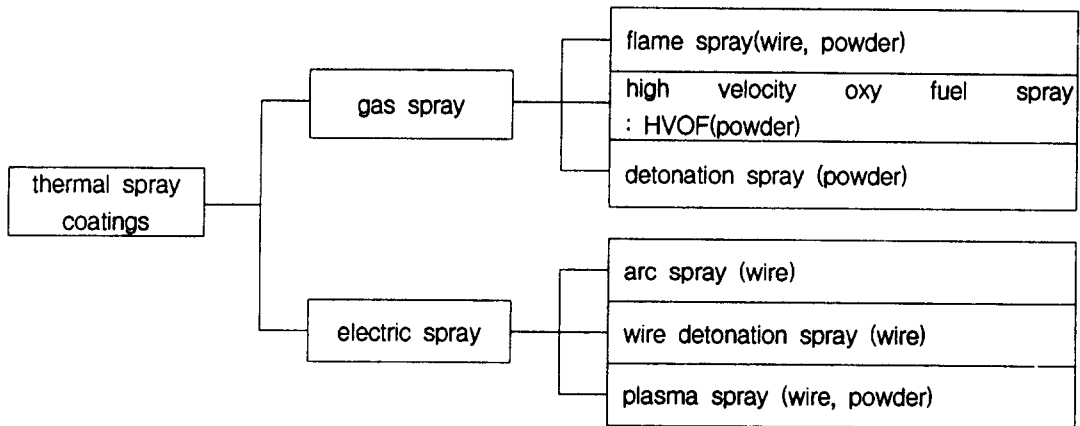 thermal spray
coatings
gas spray
flame spray(wire, powder)
high velocity oxy fuel spray
: HVOF(powder)
detonation spray (powder)
electric spray
arc spray (wire)
wire detonation spray (wire)
plasma spray (wire, powder)